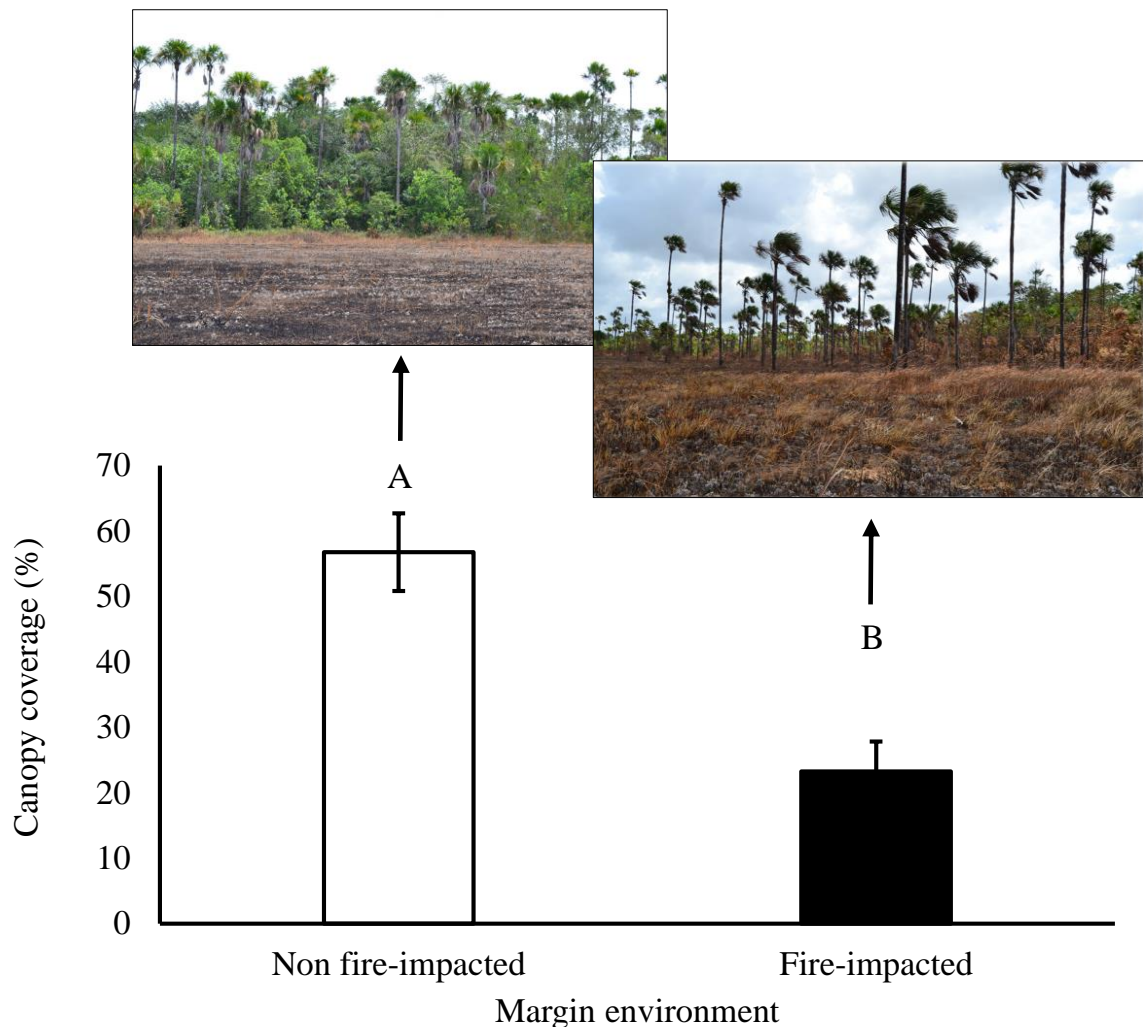 A
B
Canopy coverage (%)
70
60
50
40
30
20
10
0
Non fire-impacted
Fire-impacted
Margin environment